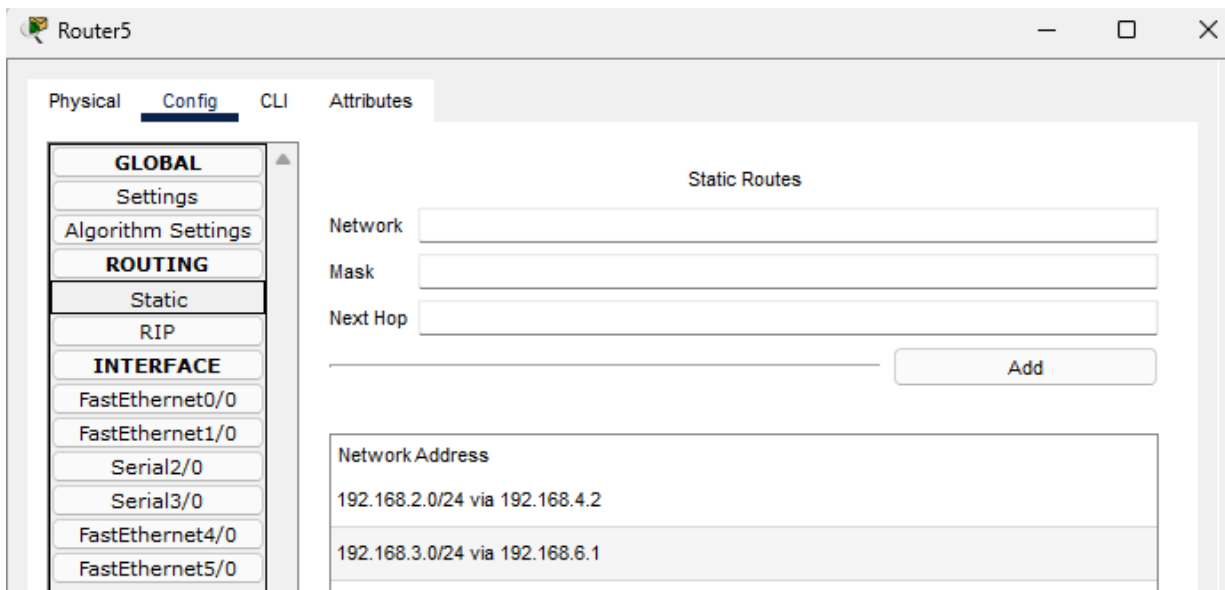 Router5
Physical Config CLI Attributes
GLOBAL
Settings
Algorithm Settings
ROUTING
Static
RIP
INTERFACE
FastEthernet0/0
FastEthernet1/0
Serial2/0
Serial3/0
FastEthernet4/0
FastEthernet5/0
Static Routes
Network
Mask
Next Hop
Add
Network Address
192.168.2.0/24 via 192.168.4.2
192.168.3.0/24 via 192.168.6.1